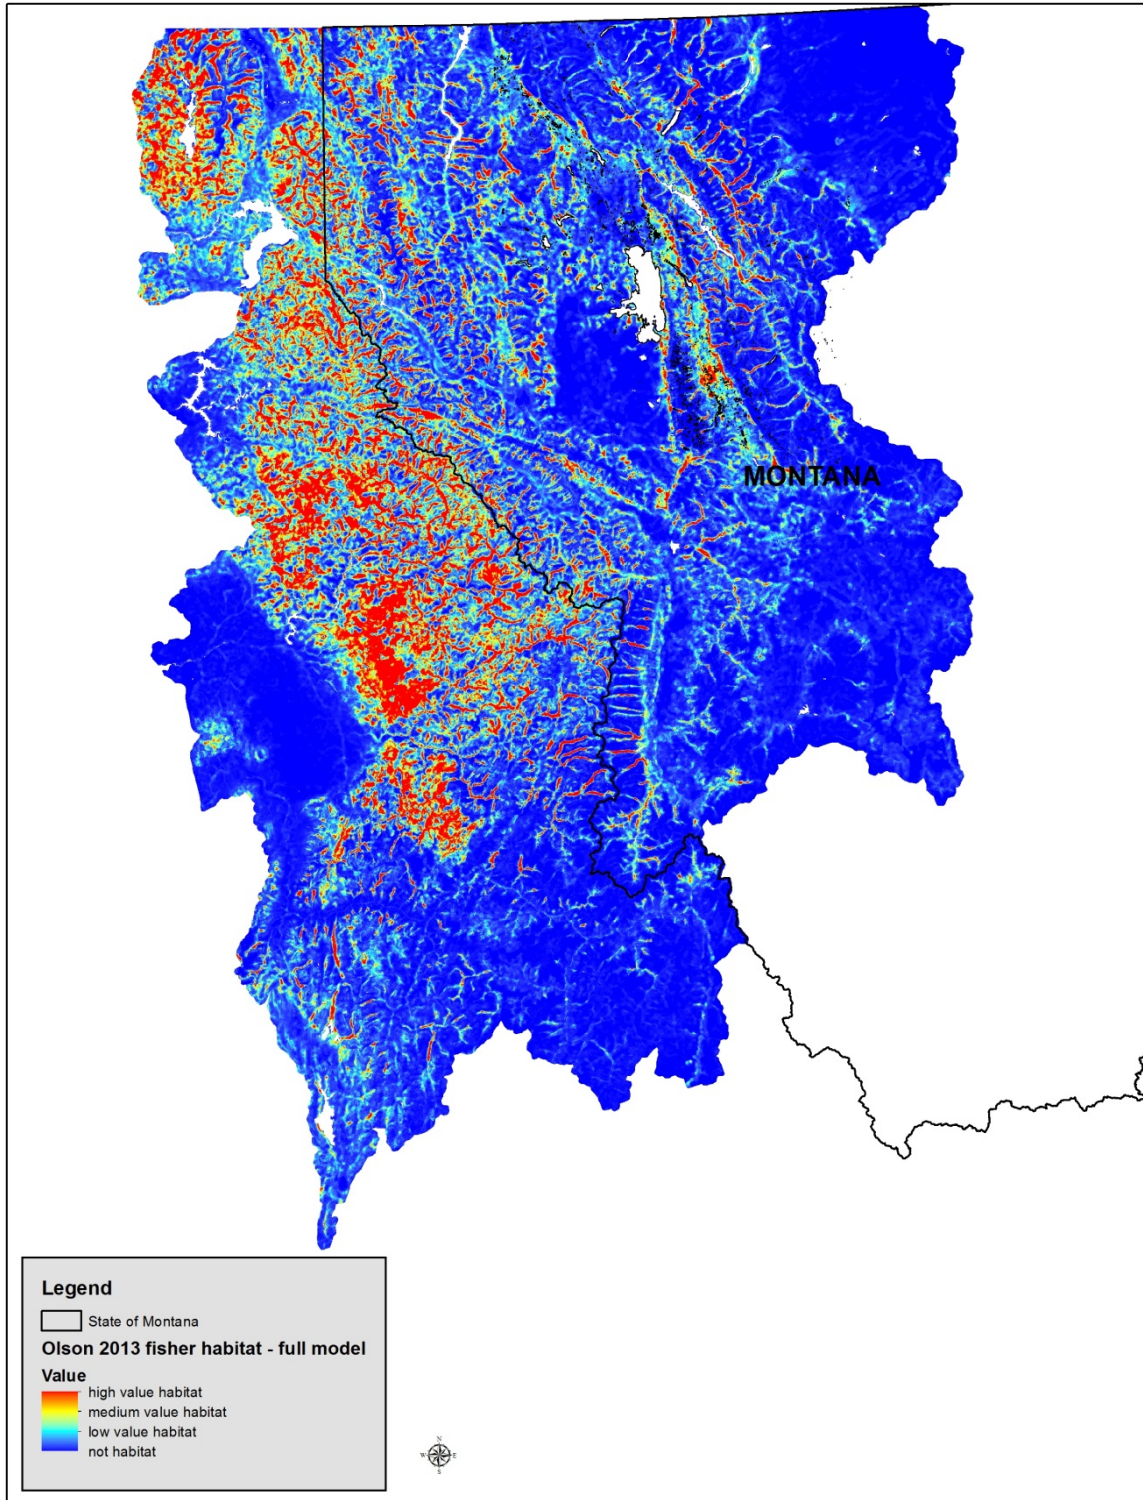 MONTANA
Legend
State of Montana
Olson 2013 fisher habitat - full model
Value
high value habitat
medium value habitat
low value habitat
not habitat
N
W E
S